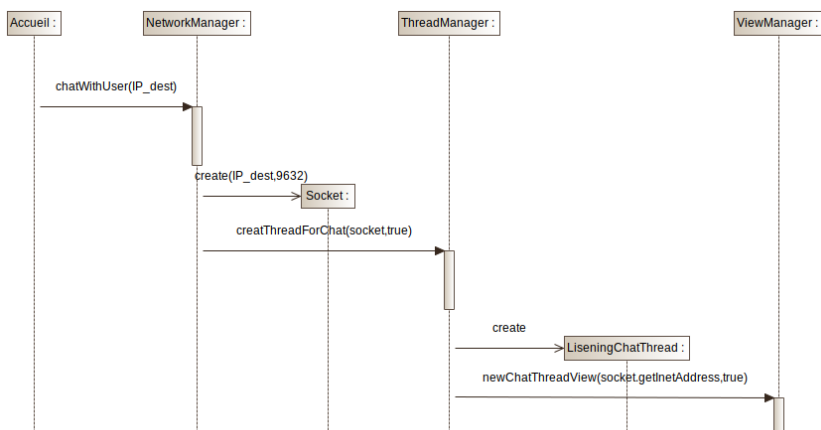 Accueil :
NetworkManager :
ThreadManager :
ViewManager :
chatWithUser(IP_dest)
create(IP_dest,9632)
Socket :
creatThreadForChat(socket,true)
create
LiseningChatThread :
newChatThreadView(socket.getInetAddress,true)